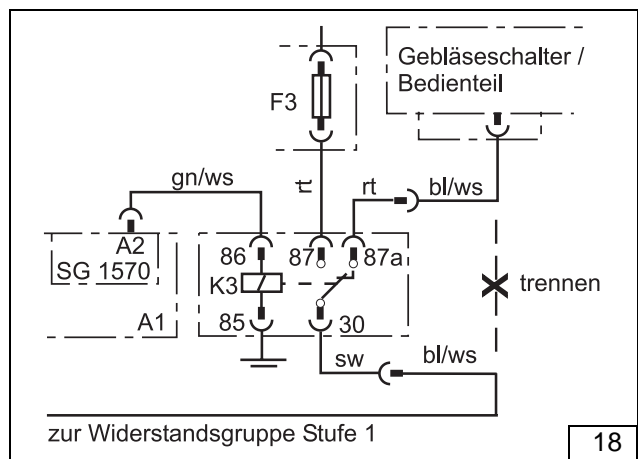 Gebläseschalter /
Bedienteil
F3
gn/ws
rt
rt
bl/ws
A2
SG 1570
A1
86
87
87a
K3
85
30
trennen
sw
bl/ws
zur Widerstandsgruppe Stufe 1
18